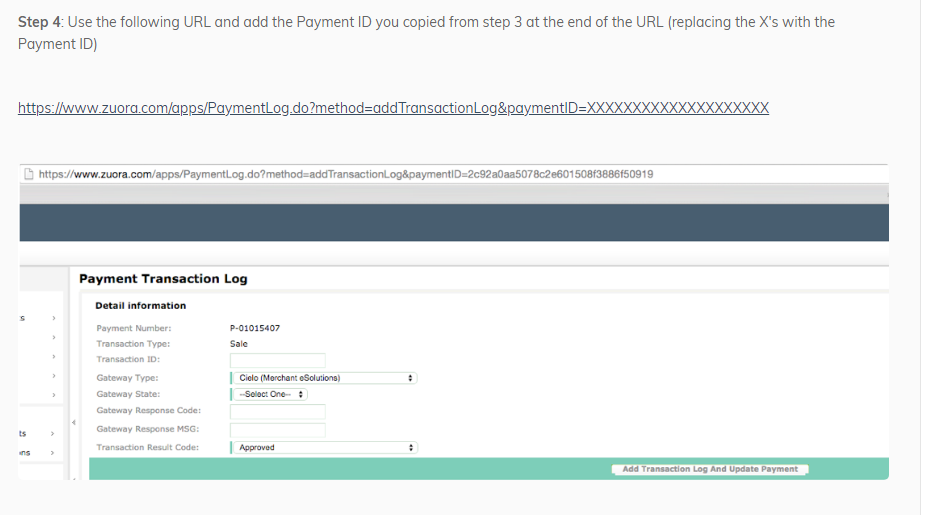 Step 4: Use the following URL and add the Payment ID you copied from step 3 at the end of the URL (replacing the X's with the
Payment ID)
https://www.zuora.com/apps/PaymentLog.do?method=addTransactionLog&paymentID=XXXXXXXXXXXXXXXXXXXX
https://www.zuora.com/apps/PaymentLog.do?method=addTransactionLog&paymentID=2c92a0aa5078c2e601508f3886f50919
Payment Transaction Log
Detail information
Payment Number: P-01015407
Transaction Type: Sale
Transaction ID:
Gateway Type: Cielo (Merchant eSolutions)
Gateway State: --Select One--
Gateway Response Code:
Gateway Response MSG:
Transaction Result Code: Approved
Add Transaction Log And Update Payment